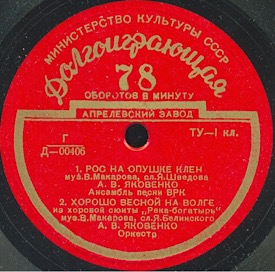 МИНИСТЕРСТВО КУЛЬТУРЫ СССР
Долгоиграющая
78
ОБОРОТОВ В МИНУТУ
АПРЕЛЕВСКИЙ ЗАВОД
Г
Д—00406
ТУ—I кл.
1. РОС НА ОПУШКЕ КЛЕН
муз. В. Макарова, сл. Я. Шведова
А. В. ЯКОВЕНКО
Ансамбль песни ВРК
2. ХОРОШО ВЕСНОЙ НА ВОЛГЕ
из хоровой сюиты „Река-богатырь"
муз. В. Макарова, сл. Я. Белинского
А. В. ЯКОВЕНКО
Оркестр